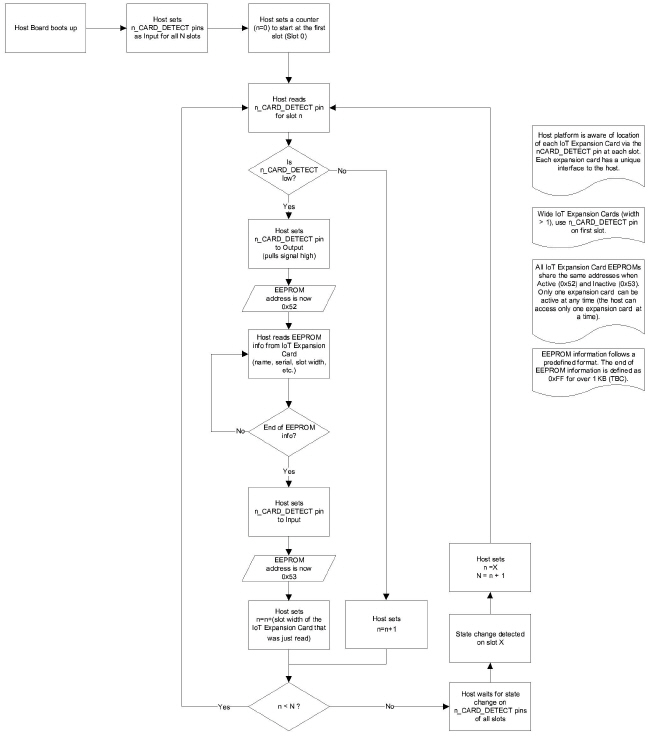 Host Board boots up
Host sets
n_CARD_DETECT pins
as Input for all N slots
Host sets a counter
(n=0) to start at the first
slot (Slot 0)
Host reads
n_CARD_DETECT pin
for slot n
Is
n_CARD_DETECT
low?
No
Yes
Host sets
n_CARD_DETECT pin
to Output
(pulls signal high)
EEPROM
address is now
0x52
Host reads EEPROM
info from IoT Expansion
Card
(name, serial, slot width,
etc.)
End of EEPROM
info?
No
Yes
Host sets
n_CARD_DETECT pin
to Input
EEPROM
address is now
0x53
Host sets
n=n+(slot width of the
IoT Expansion Card that
was just read)
Host sets
n=n+1
n < N ?
Yes
No
Host waits for state
change on
n_CARD_DETECT pins
of all slots
State change detected
on slot X
Host sets
n =X
N = n + 1
Host platform is aware of location
of each IoT Expansion Card via the
nCARD_DETECT pin at each slot.
Each expansion card has a unique
interface to the host.
Wide IoT Expansion Cards (width
> 1), use n_CARD_DETECT pin
on first slot.
All IoT Expansion Card EEPROMs
share the same addresses when
Active (0x52) and Inactive (0x53).
Only one expansion card can be
active at any time (the host can
access only one expansion card at
a time).
EEPROM information follows a
predefined format. The end of
EEPROM information is defined as
0xFF for over 1 KB (TBC).